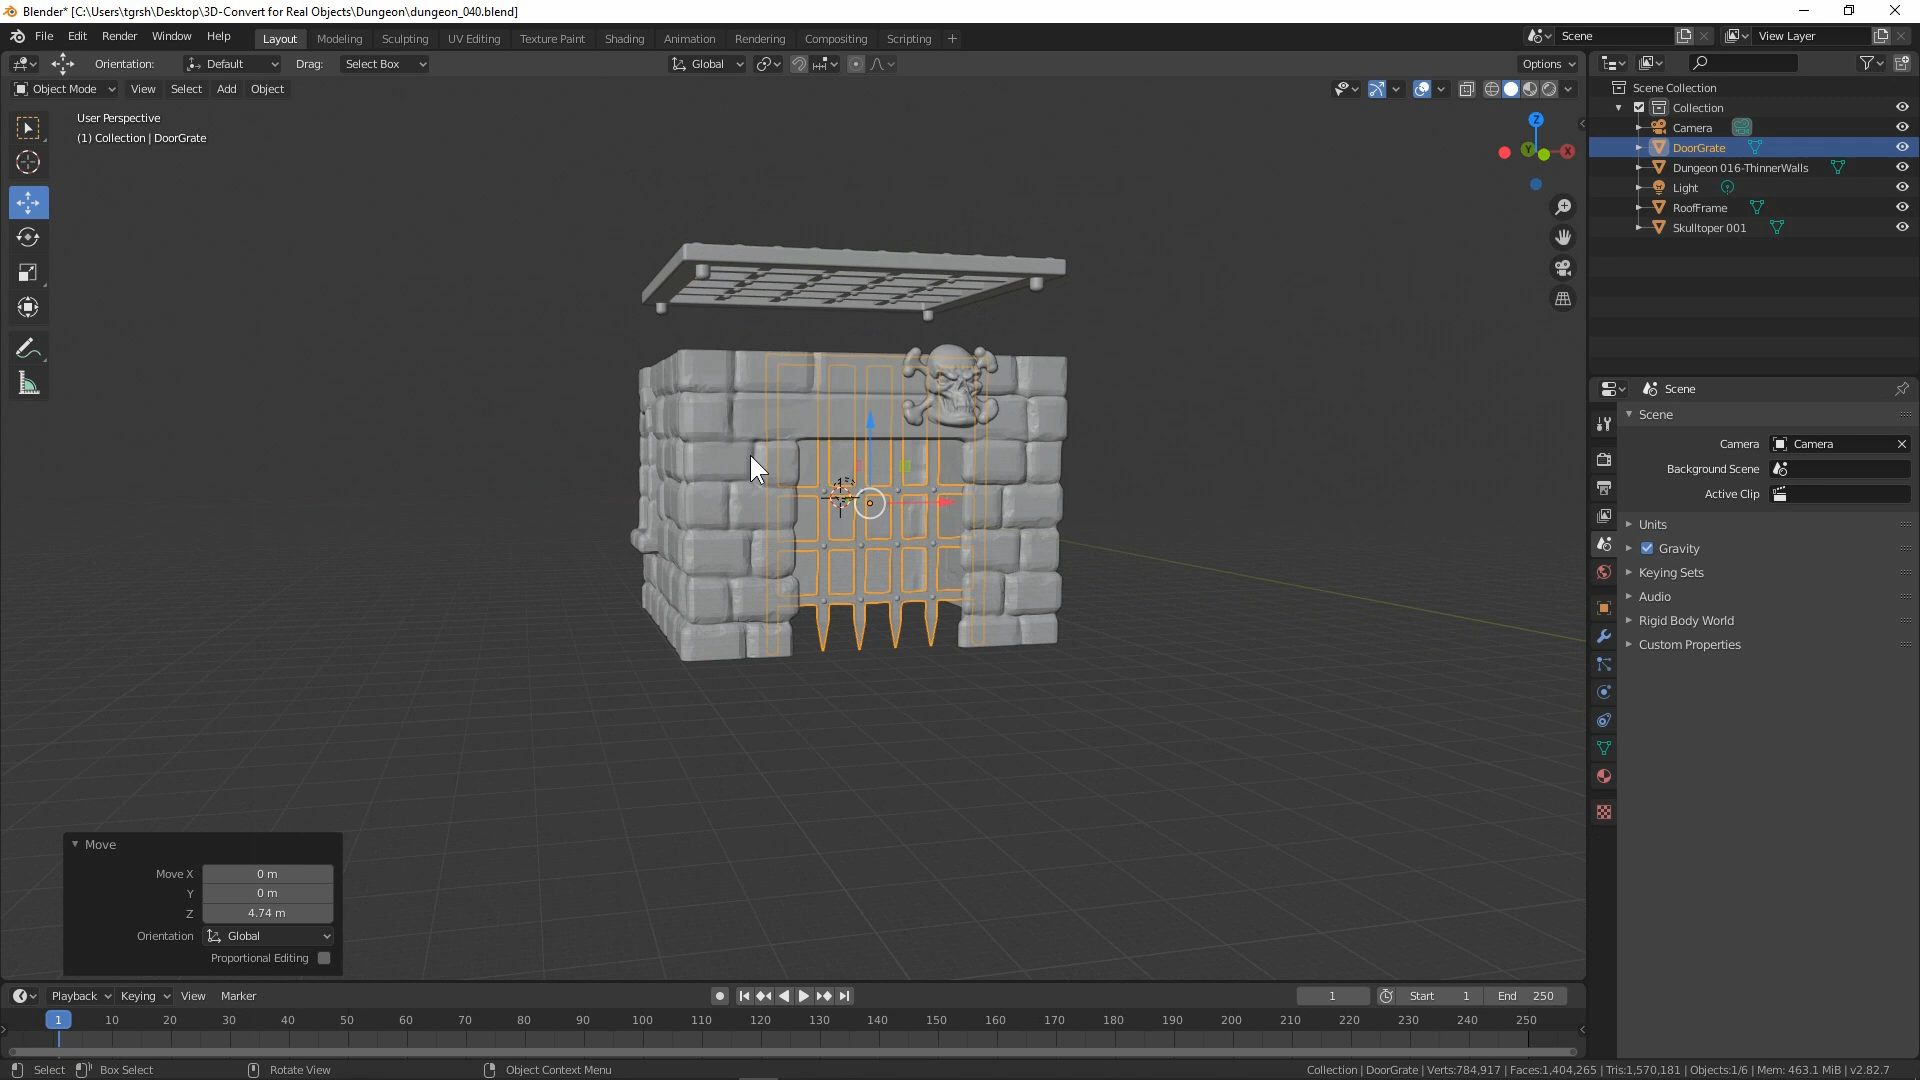 Blender* [C:\Users\tgrsh\Desktop\3D-Convert for Real Objects\Dungeon\dungeon_040.blend]
File Edit Render Window Help Layout Modeling Sculpting UV Editing Texture Paint Shading Animation Rendering Compositing Scripting + Scene View Layer
Orientation: Default Drag: Select Box Global Options
Object Mode View Select Add Object
User Perspective
(1) Collection | DoorGrate
Z
Y
X
Scene Collection
Collection
Camera
DoorGrate
Dungeon 016-ThinnerWalls
Light
RoofFrame
Skulltoper 001
Scene
Scene
Camera Camera
Background Scene
Active Clip
Units
Gravity
Keying Sets
Audio
Rigid Body World
Custom Properties
Move
Move X 0 m
Y 0 m
Z 4.74 m
Orientation Global
Proportional Editing
Playback Keying View Marker 1 Start 1 End 250
1 10 20 30 40 50 60 70 80 90 100 110 120 130 140 150 160 170 180 190 200 210 220 230 240 250
Select Box Select Rotate View Object Context Menu Collection | DoorGrate | Verts:784,917 | Faces:1,404,265 | Tris:1,570,181 | Objects:1/6 | Mem: 463.1 MiB | v2.82.7